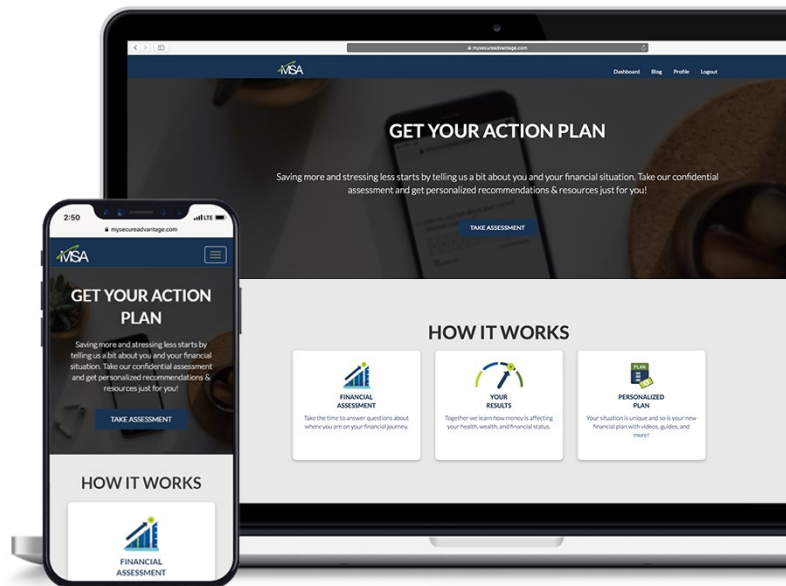 mysecureadvantage.com
MSA
Dashboard Blog Profile Logout
GET YOUR ACTION PLAN
Saving more and stressing less starts by telling us a bit about you and your financial situation. Take our confidential
assessment and get personalized recommendations & resources just for you!
TAKE ASSESSMENT
HOW IT WORKS
FINANCIAL
ASSESSMENT
Take the time to answer questions about
where you are on your financial journey.
YOUR
RESULTS
Together we learn how money is affecting
your health, wealth, and financial status.
PLAN
PERSONALIZED
PLAN
Your situation is unique and so is your new
financial plan with videos, guides, and
more!
2:50 LTE
mysecureadvantage.com
MSA
GET YOUR ACTION
PLAN
Saving more and stressing less starts by
telling us a bit about you and your financial
situation. Take our confidential assessment
and get personalized recommendations &
resources just for you!
TAKE ASSESSMENT
HOW IT WORKS
FINANCIAL
ASSESSMENT